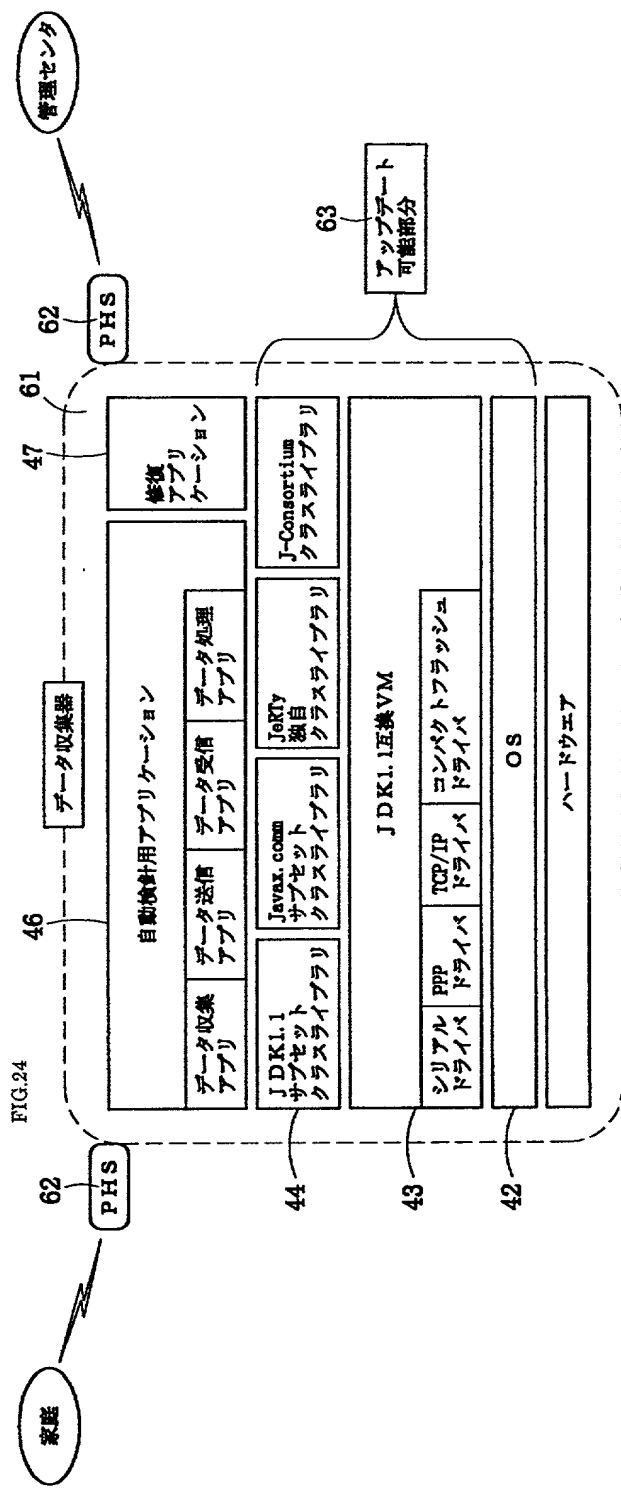 FIG.24
家庭
62
PHS
データ収集器
61
46
47
自動検針用アプリケーション
データ収集
アプリ
データ送信
アプリ
データ受信
アプリ
データ処理
アプリ
修復
アプリ
ケーション
62
PHS
管理センタ
44
JDK1.1
サブセット
クラスライブラリ
Javax.comm
サブセット
クラスライブラリ
JeRTy
独自
クラスライブラリ
J-Consortium
クラスライブラリ
63
アップデート
可能部分
43
JDK1.1互換VM
シリアル
ドライバ
PPP
ドライバ
TCP/IP
ドライバ
コンパクトフラッシュ
ドライバ
42
OS
ハードウェア